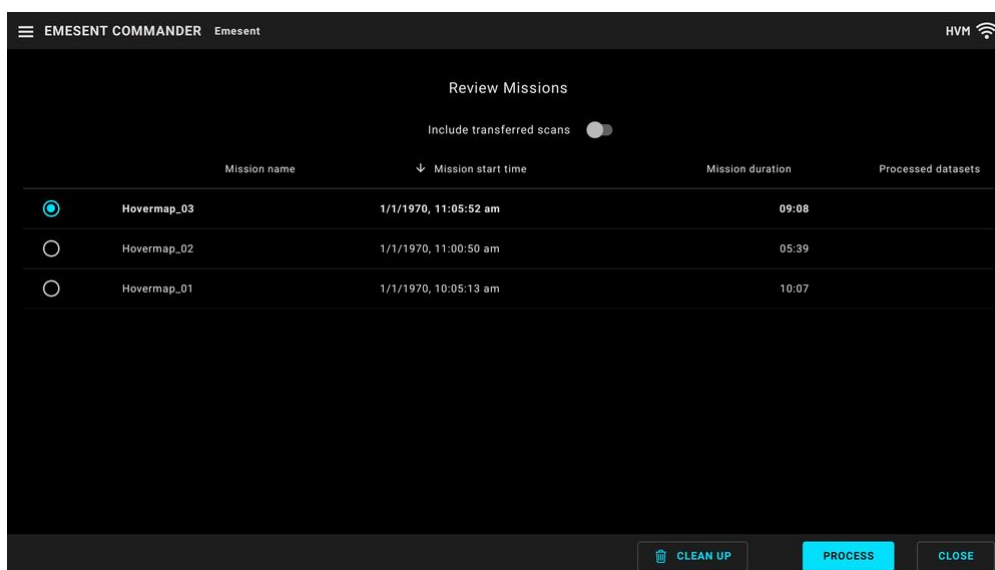 EMESENT COMMANDER Emesent HVM
Review Missions
Include transferred scans
Mission name Mission start time Mission duration Processed datasets
Hovermap_03 1/1/1970, 11:05:52 am 09:08
Hovermap_02 1/1/1970, 11:00:50 am 05:39
Hovermap_01 1/1/1970, 10:05:13 am 10:07
CLEAN UP PROCESS CLOSE